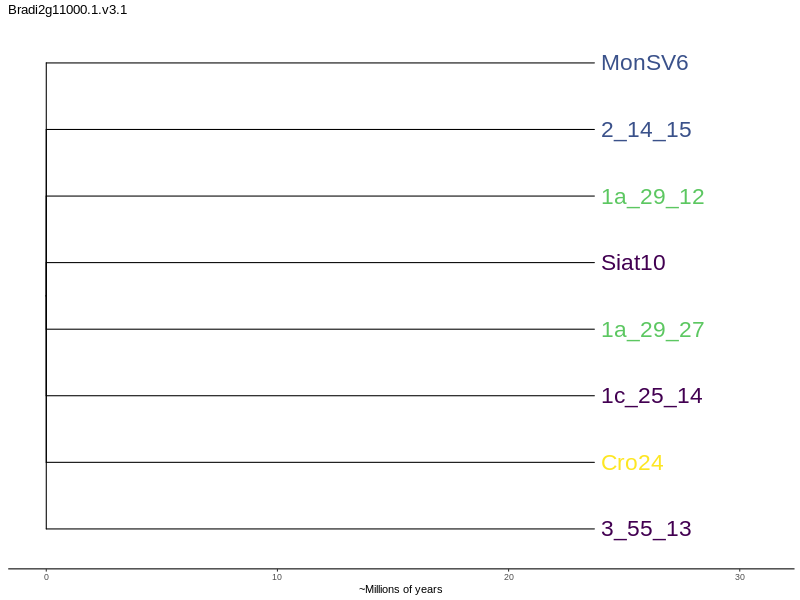 Bradi2g11000.1.v3.1
MonSV6
2_14_15
1a_29_12
Siat10
1a_29_27
1c_25_14
Cro24
3_55_13
0 10 20 30
~Millions of years